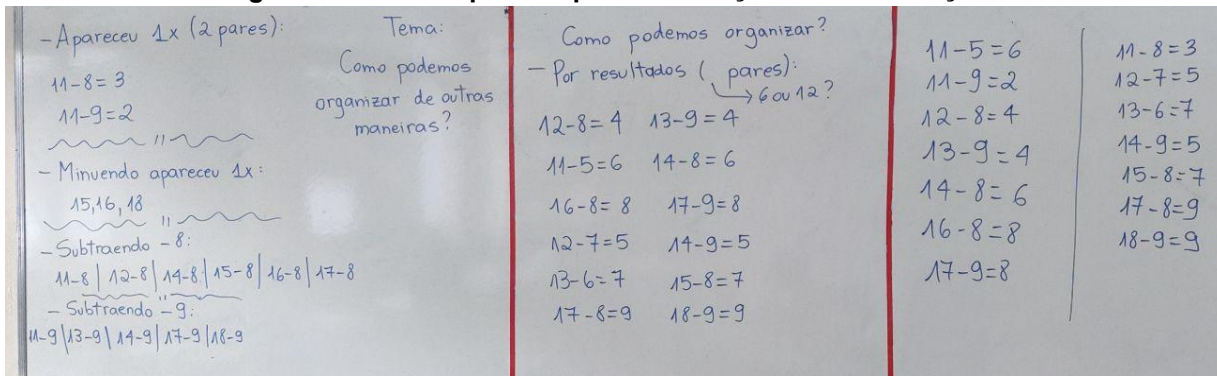 - Apareceu 1x (2 pares):
11-8=3
11-9=2
"
- Minuendo apareceu 1x:
15,16,18
"
- Subtraendo -8:
11-8 | 12-8 | 14-8 | 15-8 | 16-8 | 17-8
"
- Subtraendo -9:
11-9 | 13-9 | 14-9 | 17-9 | 18-9
Tema:
Como podemos
organizar de outras
maneiras?
Como podemos organizar?
- Por resultados ( pares):
→ 6 ou 12?
12-8=4 13-9=4
11-5=6 14-8=6
16-8=8 17-9=8
12-7=5 14-9=5
13-6=7 15-8=7
17-8=9 18-9=9
11-5=6
11-9=2
12-8=4
13-9=4
14-8=6
16-8=8
17-9=8
11-8=3
12-7=5
13-6=7
14-9=5
15-8=7
17-8=9
18-9=9